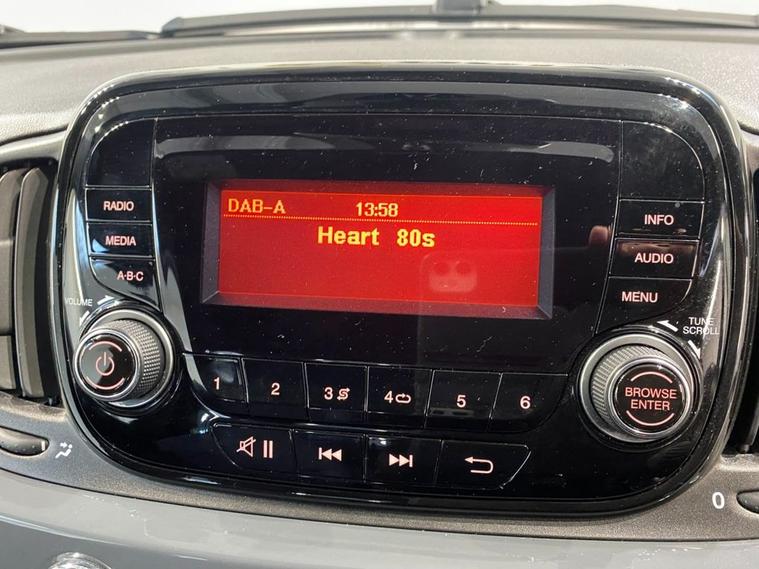 DAB-A 13:58
Heart 80s
RADIO
MEDIA
A·B·C
VOLUME
INFO
AUDIO
MENU
TUNE
SCROLL
BROWSE
ENTER
1 2 3 4 5 6
0